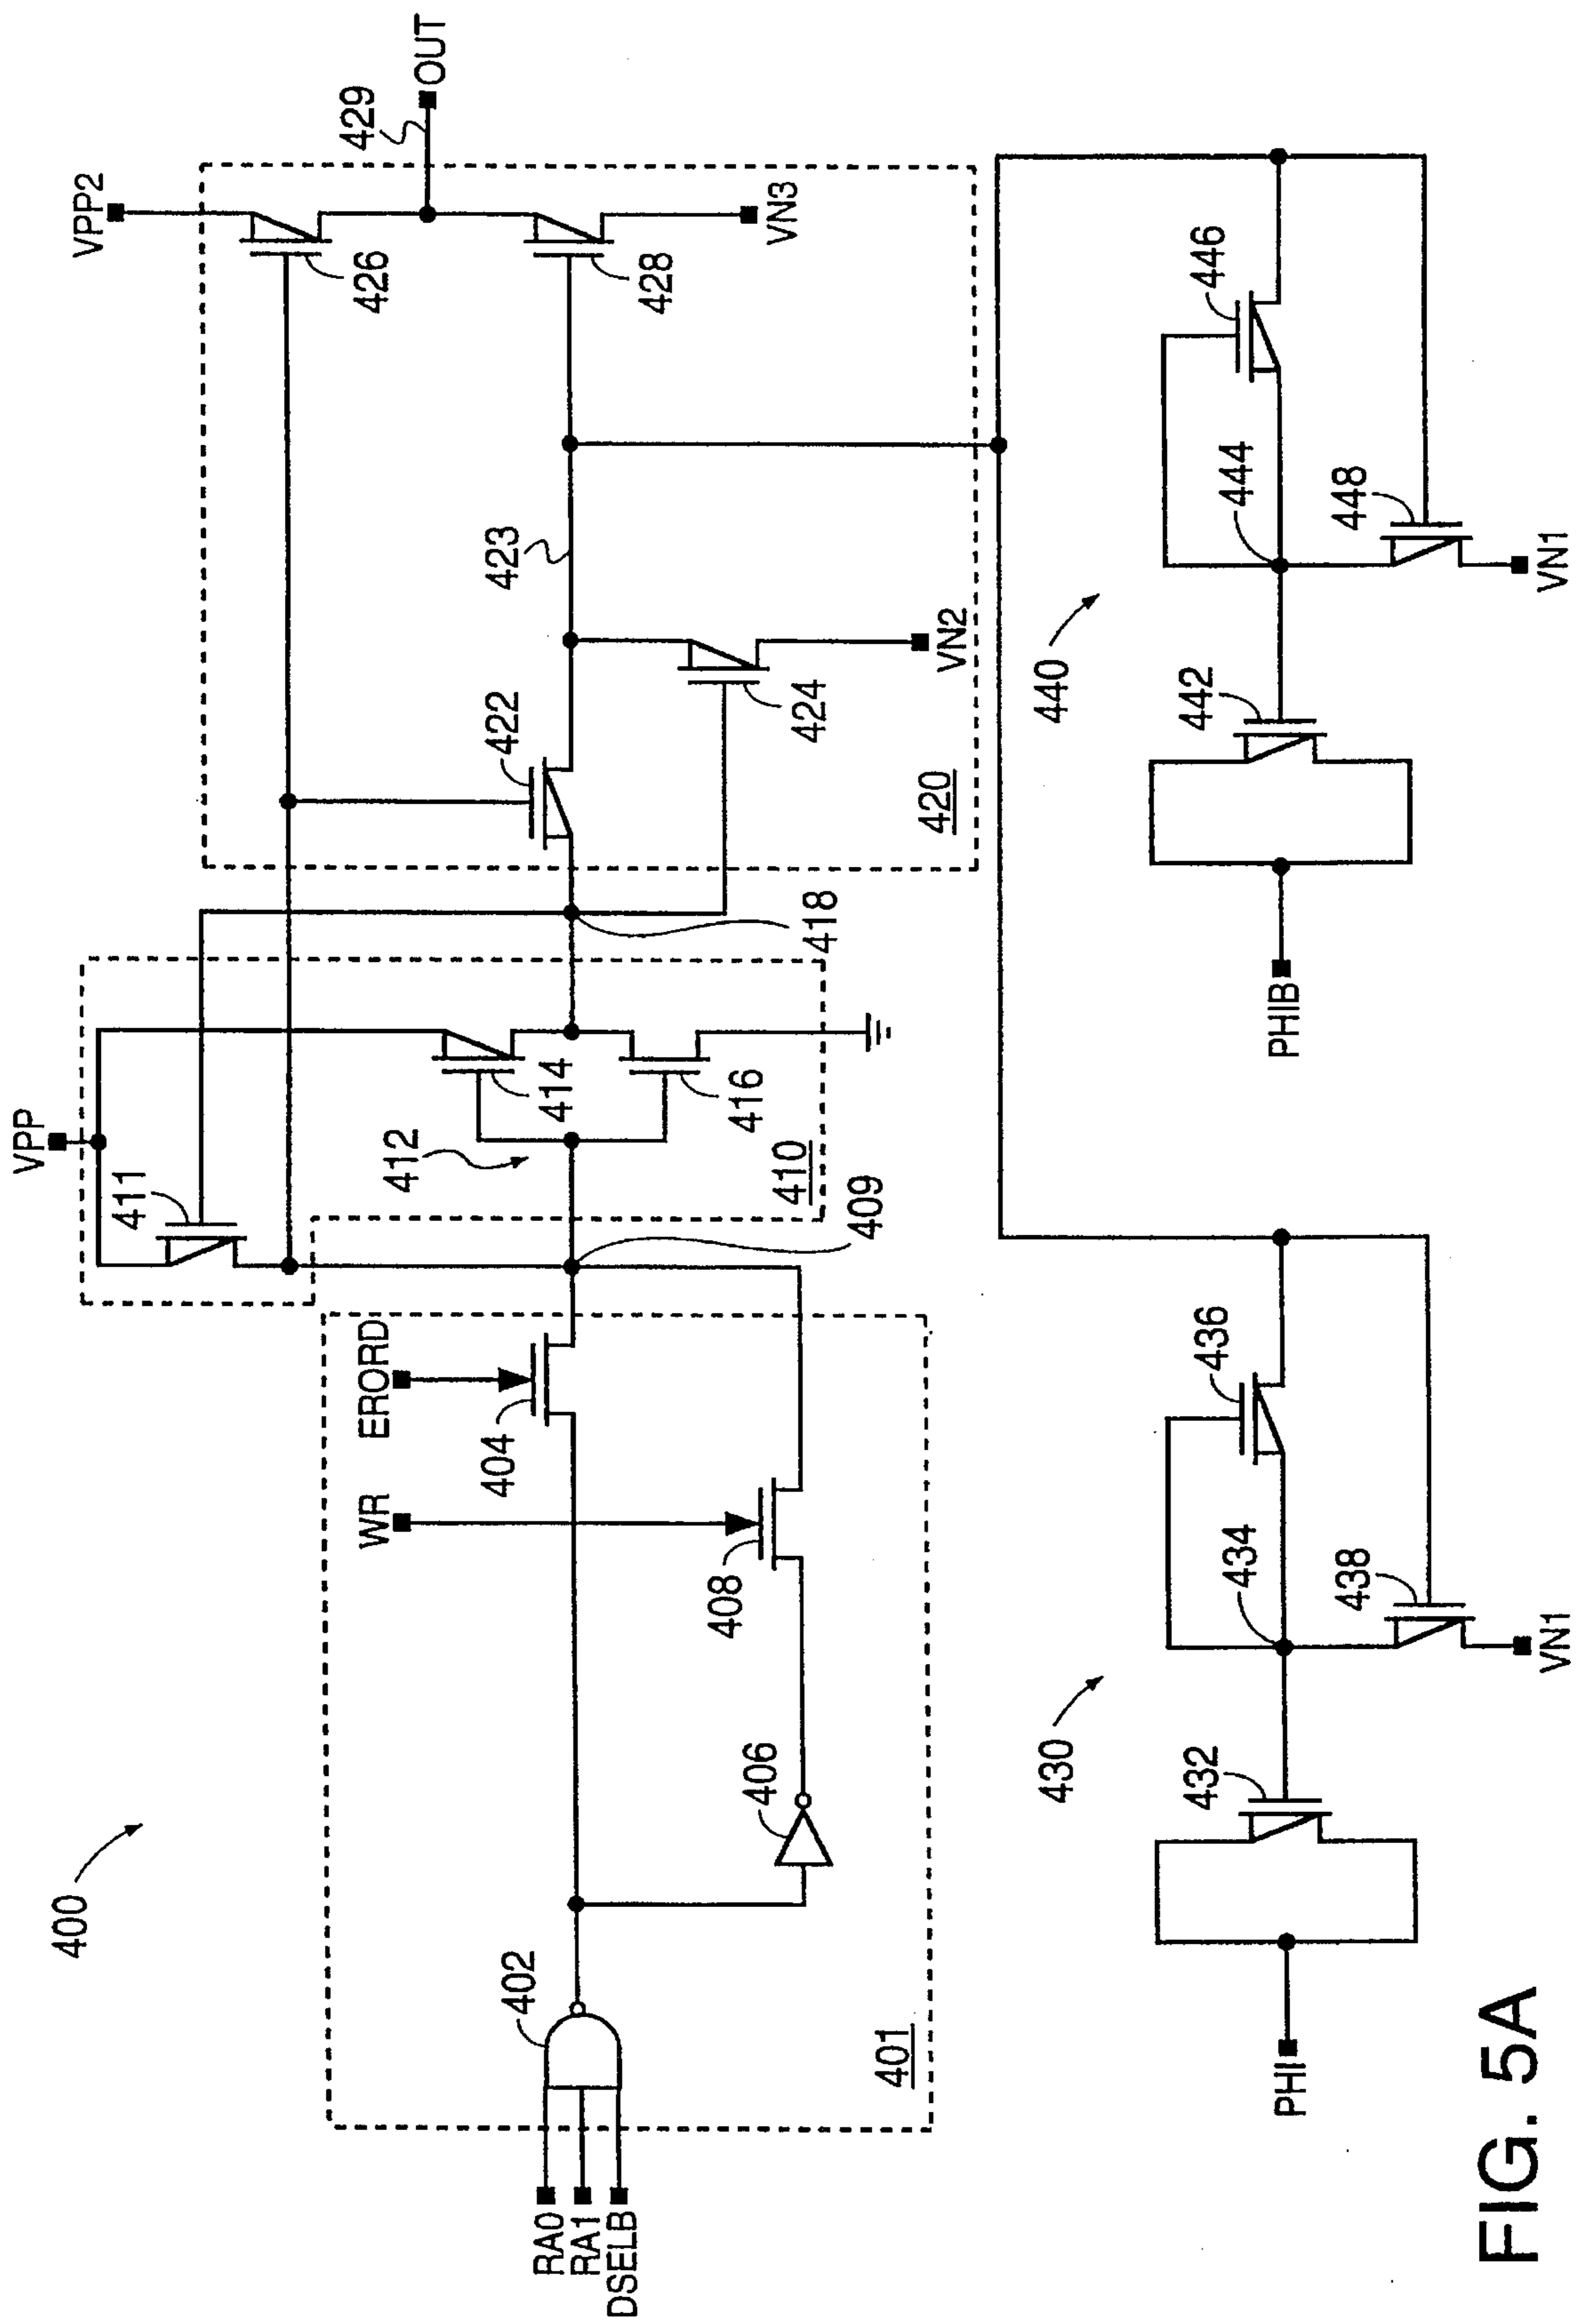 400
VPP
VPP2
411
429
OUT
426
WR
ERORD
412
414
416
404
422
423
428
VN3
RA0
RA1
DSELB
402
406
408
409
410
418
424
VN2
401
420
430
440
432
434
436
438
PHI
VN1
442
444
446
448
PHIB
VN1
FIG. 5A